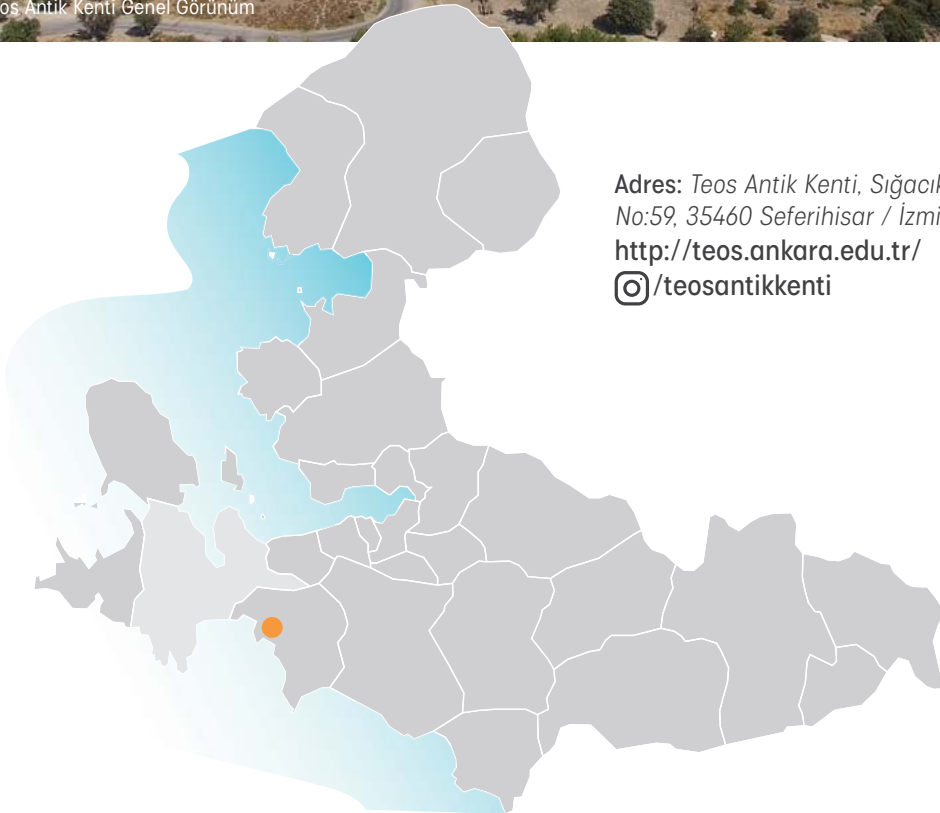 os Antik Kenti Genel Görünüm
Adres: Teos Antik Kenti, Sığacık
No:59, 35460 Seferihisar / İzmi
http://teos.ankara.edu.tr/
/teosantikkenti